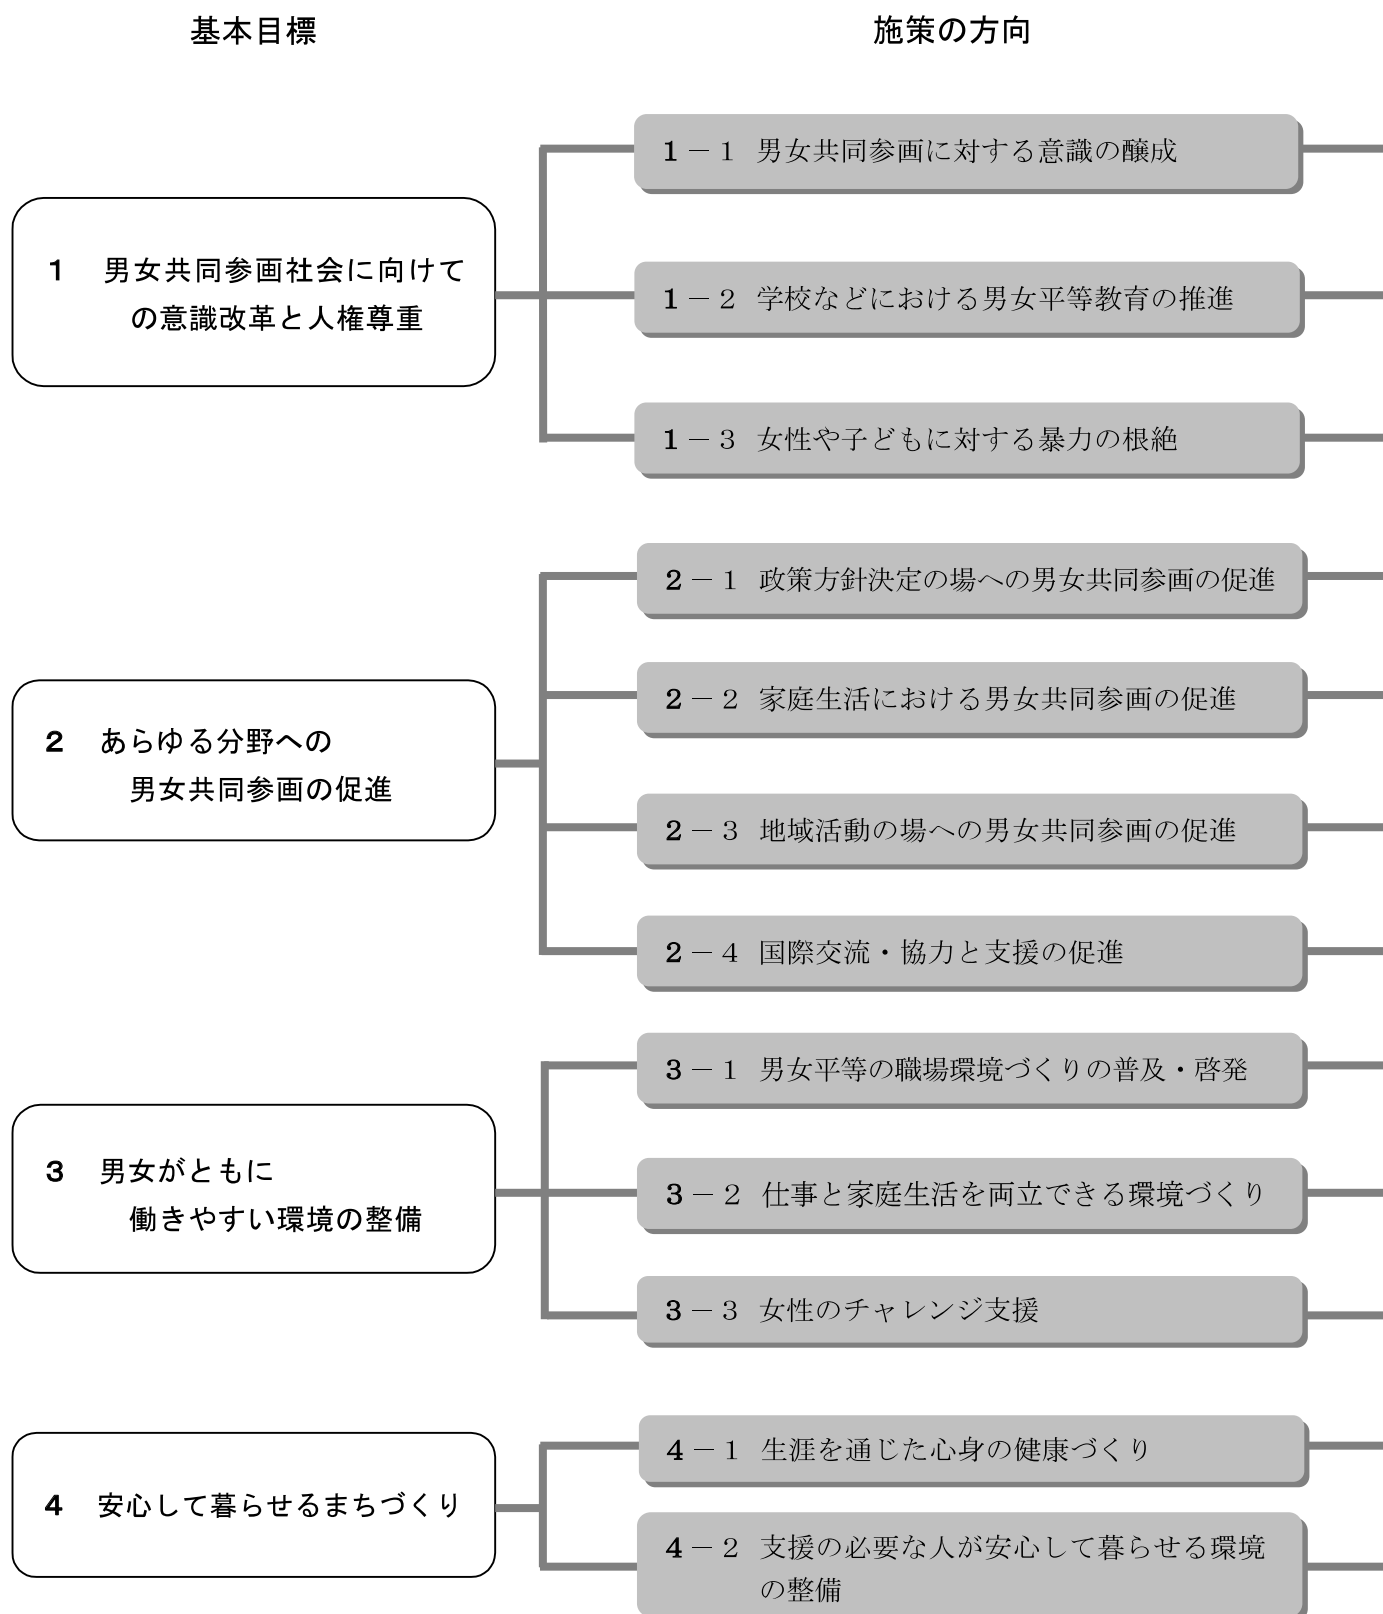 基本目標
施策の方向
1 男女共同参画社会に向けて
の意識改革と人権尊重
1－1 男女共同参画に対する意識の醸成
1－2 学校などにおける男女平等教育の推進
1－3 女性や子どもに対する暴力の根絶
2 あらゆる分野への
男女共同参画の促進
2－1 政策方針決定の場への男女共同参画の促進
2－2 家庭生活における男女共同参画の促進
2－3 地域活動の場への男女共同参画の促進
2－4 国際交流・協力と支援の促進
3 男女がともに
働きやすい環境の整備
3－1 男女平等の職場環境づくりの普及・啓発
3－2 仕事と家庭生活を両立できる環境づくり
3－3 女性のチャレンジ支援
4 安心して暮らせるまちづくり
4－1 生涯を通じた心身の健康づくり
4－2 支援の必要な人が安心して暮らせる環境
の整備